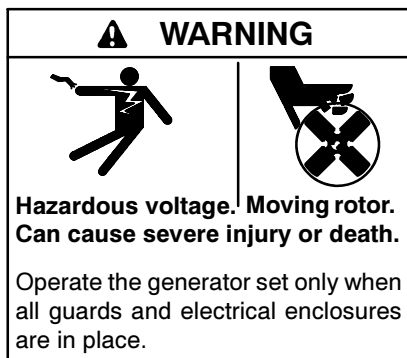 WARNING
Hazardous voltage. Moving rotor.
Can cause severe injury or death.
Operate the generator set only when
all guards and electrical enclosures
are in place.